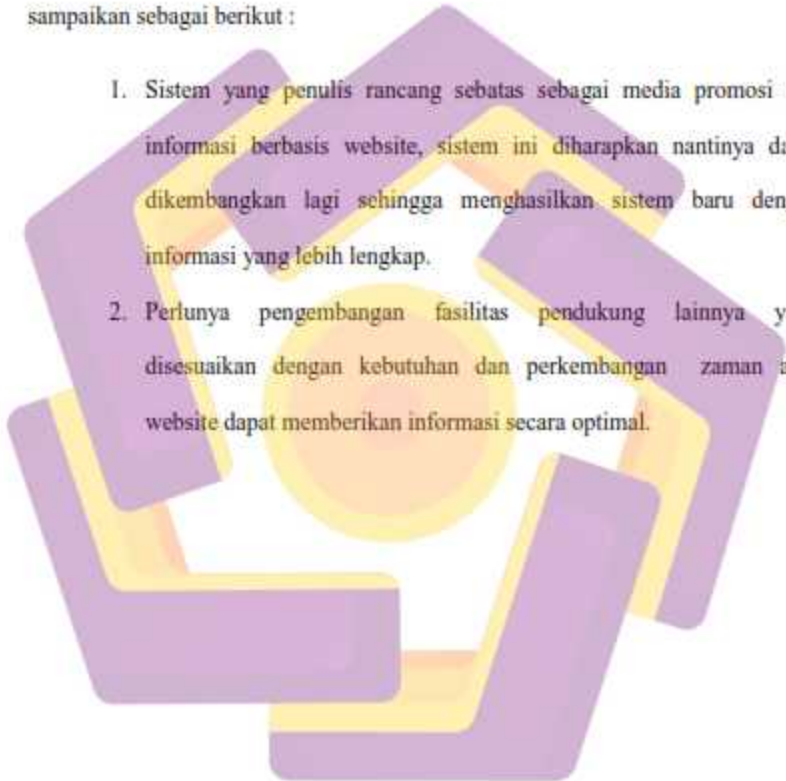 sampaikan sebagai berikut :
1. Sistem yang penulis rancang sebatas sebagai media promosi
informasi berbasis website, sistem ini diharapkan nantinya da
dikembangkan lagi sehingga menghasilkan sistem baru den
informasi yang lebih lengkap.
2. Perlunya pengembangan fasilitas pendukung lainnya y
disesuaikan dengan kebutuhan dan perkembangan zaman a
website dapat memberikan informasi secara optimal.